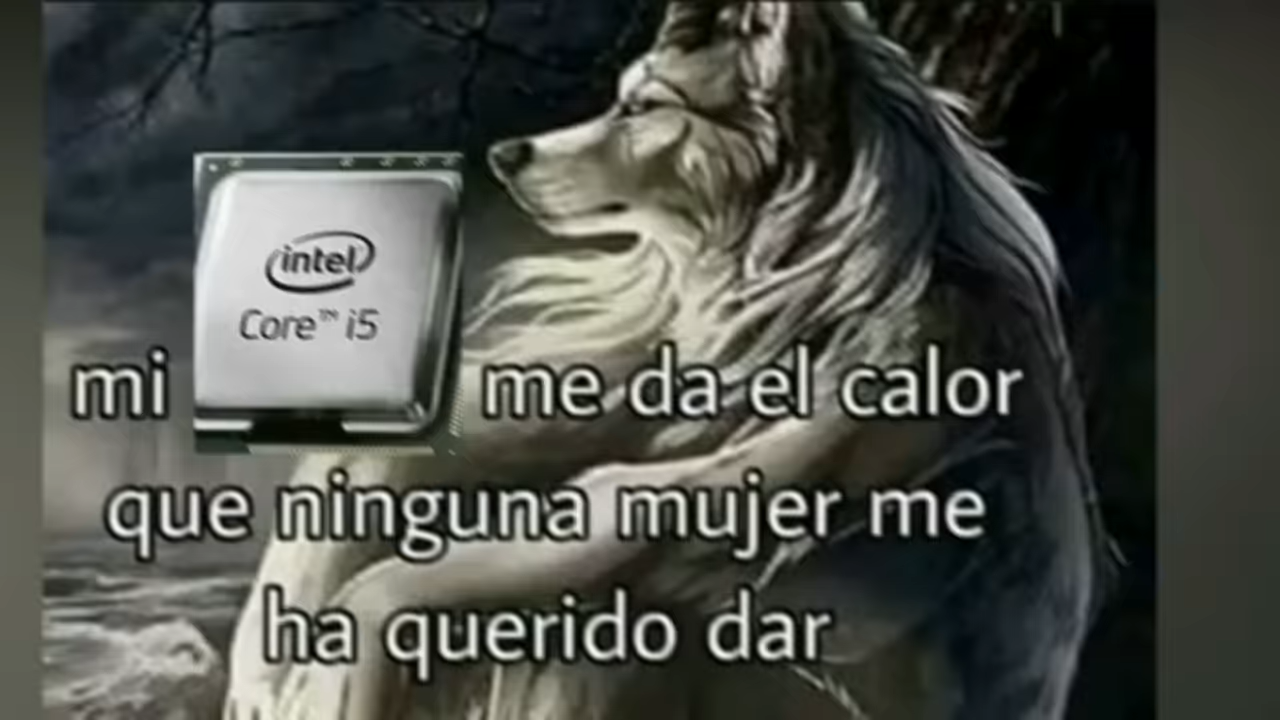 intel
Core™ i5
mi me da el calor
que ninguna mujer me
ha querido dar